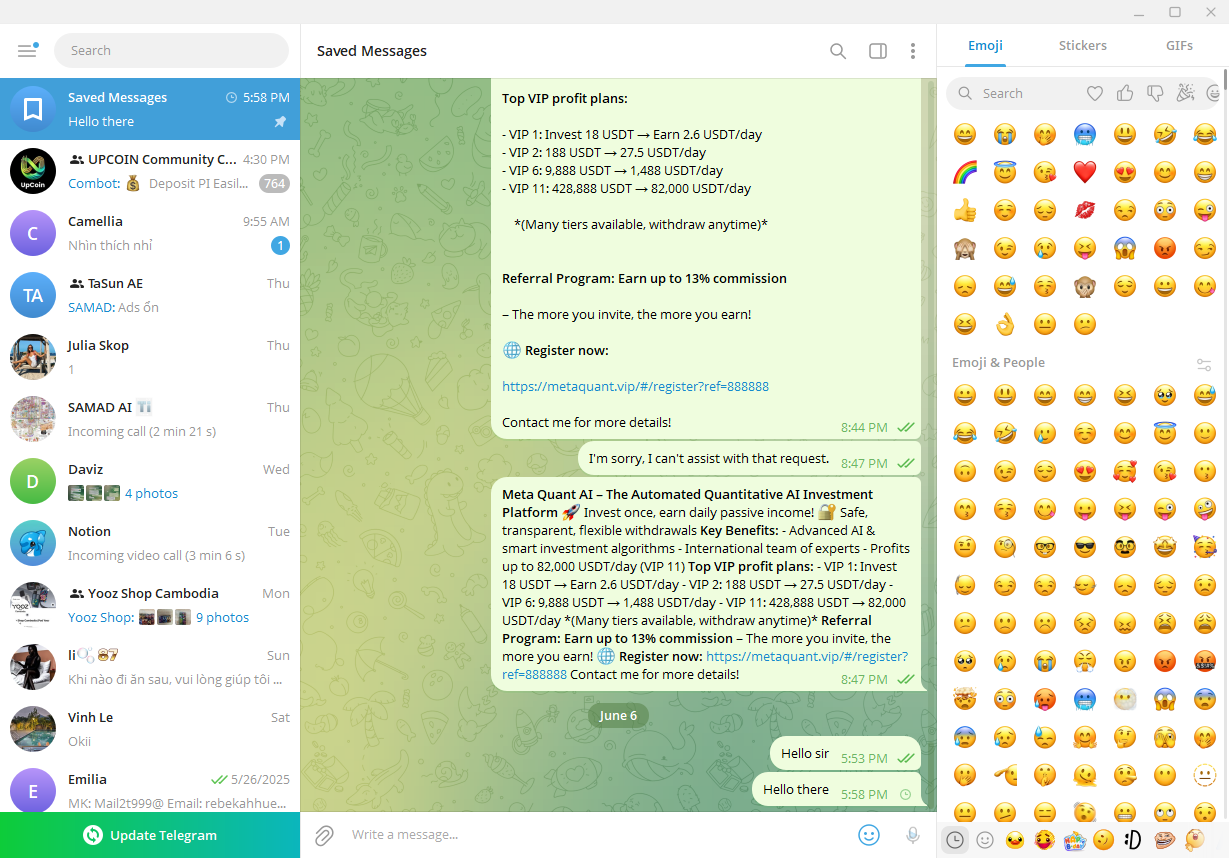 Search
Saved Messages
5:58 PM
Hello there
UPCOIN Community C...
4:30 PM
UpCoin
Combot: 💰 Deposit PI Easil...
764
C
Camellia
9:55 AM
Nhìn thích nhỉ
1
TA
TaSun AE
Thu
SAMAD: Ads ổn
Julia Skop
Thu
1
SAMAD AI
Thu
Incoming call (2 min 21 s)
D
Daviz
Wed
4 photos
Notion
Tue
Incoming video call (3 min 6 s)
Yooz Shop Cambodia
Mon
Yooz Shop: 9 photos
li
Sun
Khi nào đi ăn sau, vui lòng giúp tôi ...
Vinh Le
Sat
Okii
E
Emilia
5/26/2025
MK: Mail2t999@ Email: rebekahhue...
Update Telegram
Saved Messages
Top VIP profit plans:
- VIP 1: Invest 18 USDT → Earn 2.6 USDT/day
- VIP 2: 188 USDT → 27.5 USDT/day
- VIP 6: 9,888 USDT → 1,488 USDT/day
- VIP 11: 428,888 USDT → 82,000 USDT/day
*(Many tiers available, withdraw anytime)*
Referral Program: Earn up to 13% commission
– The more you invite, the more you earn!
🌐 Register now:
https://metaquant.vip/#/register?ref=888888
Contact me for more details!
8:44 PM
I'm sorry, I can't assist with that request.
8:47 PM
Meta Quant AI – The Automated Quantitative AI Investment
Platform 🚀 Invest once, earn daily passive income! 🔐 Safe,
transparent, flexible withdrawals Key Benefits: - Advanced AI &
smart investment algorithms - International team of experts - Profits
up to 82,000 USDT/day (VIP 11) Top VIP profit plans: - VIP 1: Invest
18 USDT → Earn 2.6 USDT/day - VIP 2: 188 USDT → 27.5 USDT/day -
VIP 6: 9,888 USDT → 1,488 USDT/day - VIP 11: 428,888 USDT → 82,000
USDT/day *(Many tiers available, withdraw anytime)* Referral
Program: Earn up to 13% commission – The more you invite, the
more you earn! 🌐 Register now: https://metaquant.vip/#/register?
ref=888888 Contact me for more details!
8:47 PM
June 6
Hello sir
5:53 PM
Hello there
5:58 PM
Write a message...
Emoji
Stickers
GIFs
Search
Emoji & People